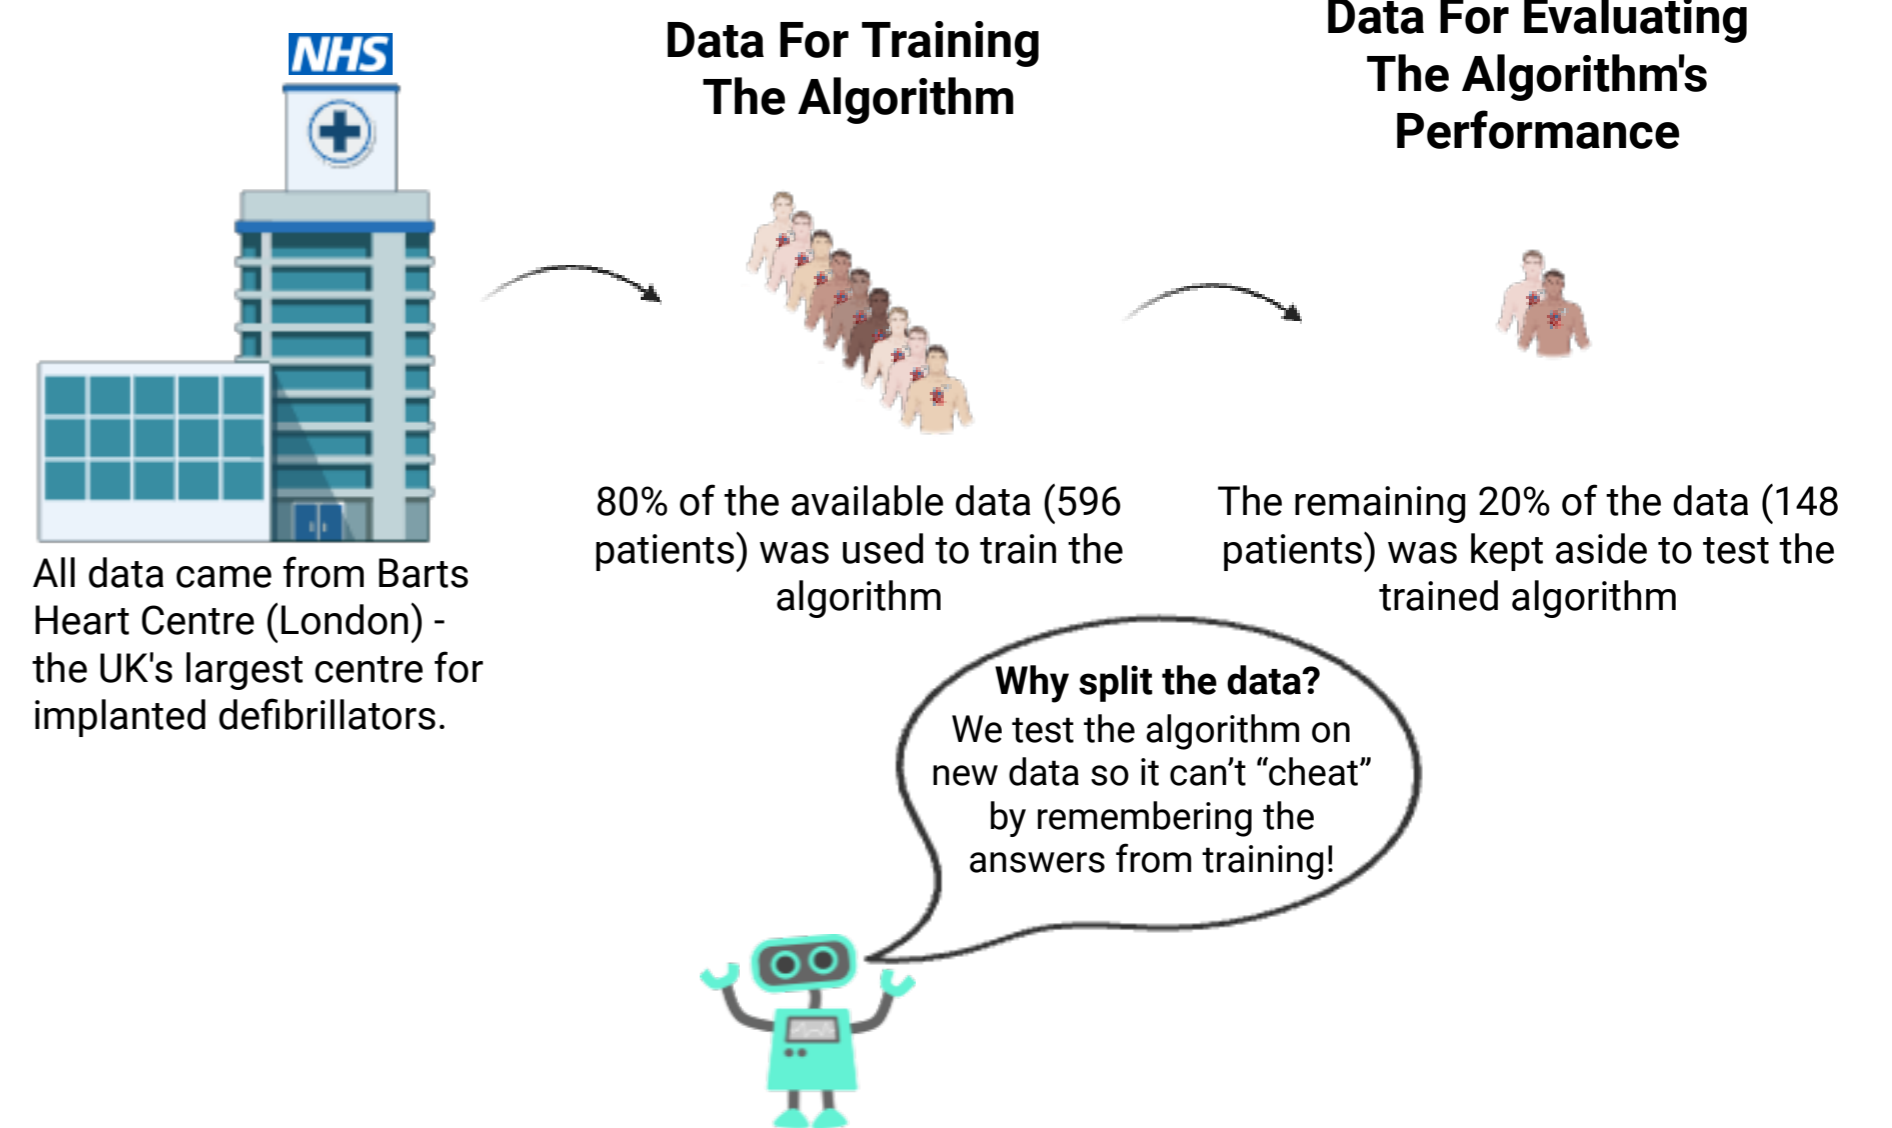 NHS
All data came from Barts
Heart Centre (London) -
the UK's largest centre for
implanted defibrillators.
Data For Training
The Algorithm
80% of the available data (596
patients) was used to train the
algorithm
Data For Evaluating
The Algorithm's
Performance
The remaining 20% of the data (148
patients) was kept aside to test the
trained algorithm
Why split the data?
We test the algorithm on
new data so it can’t “cheat”
by remembering the
answers from training!